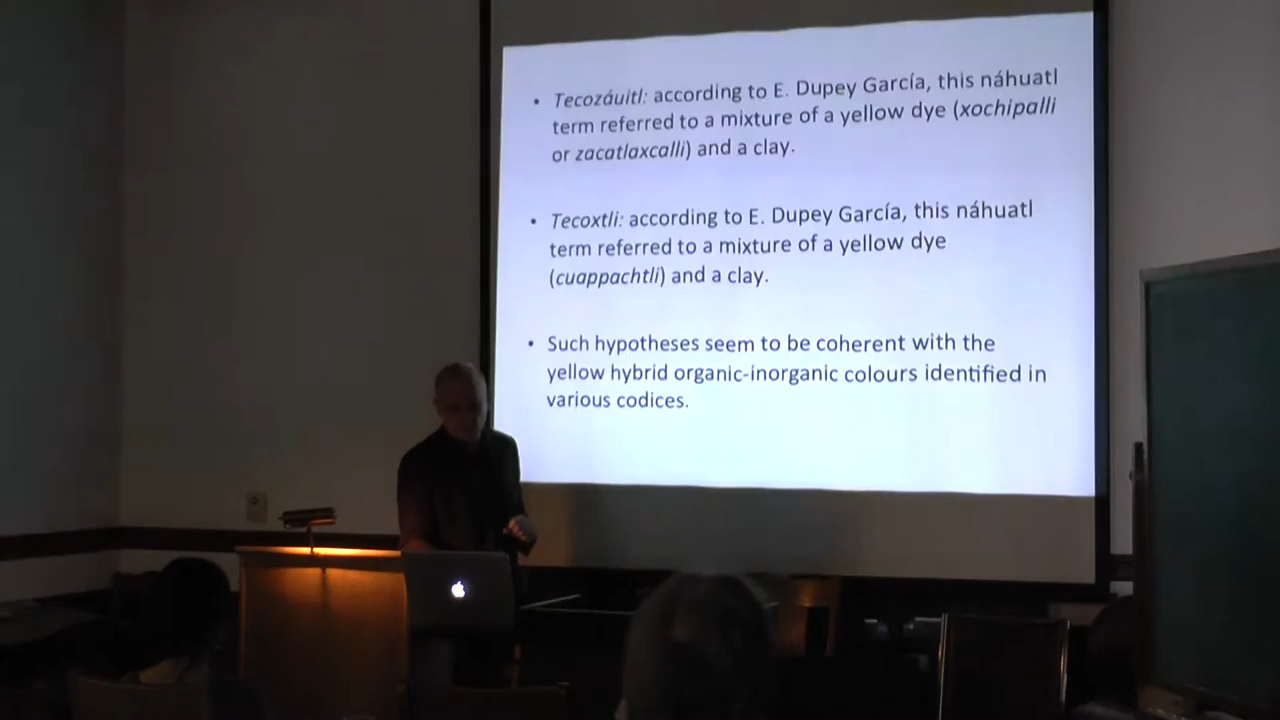 • Tecozáuitl: according to E. Dupey García, this náhuatl
term referred to a mixture of a yellow dye (xochipalli
or zacatlaxcalli) and a clay.
• Tecoxtli: according to E. Dupey García, this náhuatl
term referred to a mixture of a yellow dye
(cuappachtli) and a clay.
• Such hypotheses seem to be coherent with the
yellow hybrid organic-inorganic colours identified in
various codices.